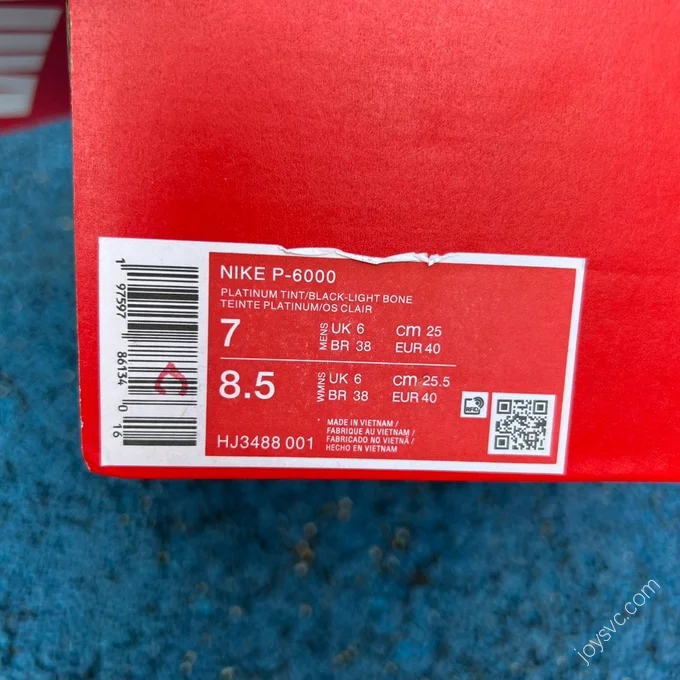 NIKE P-6000
PLATINUM TINT/BLACK-LIGHT BONE
TEINTE PLATINUM/OS CLAIR
7 MENS UK 6 cm 25
BR 38 EUR 40
8.5 WMNS UK 6 cm 25.5
BR 38 EUR 40
HJ3488 001
MADE IN VIETNAM /
FABRIQUE AU VIETNAM /
FABRICADO NO VIETNÃ /
HECHO EN VIETNAM
RFID
1 97597 86134 0 16
C
joysvc.com